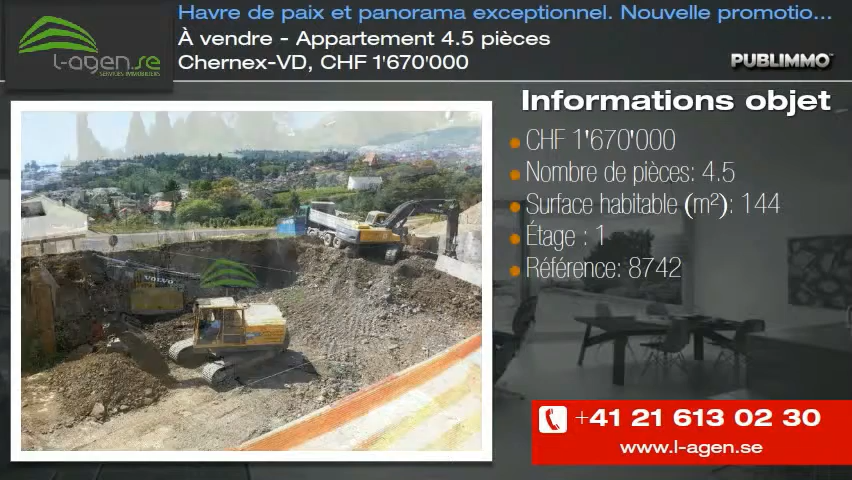 Havre de paix et panorama exceptionnel. Nouvelle promotio...
l-agen.se
SERVICES IMMOBILIERS
À vendre - Appartement 4.5 pièces
Chernex-VD, CHF 1'670'000
PUBLIMMO
Informations objet
CHF 1'670'000
Nombre de pièces: 4.5
Surface habitable (m²): 144
Étage : 1
Référence: 8742
VOLVO
+41 21 613 02 30
www.l-agen.se